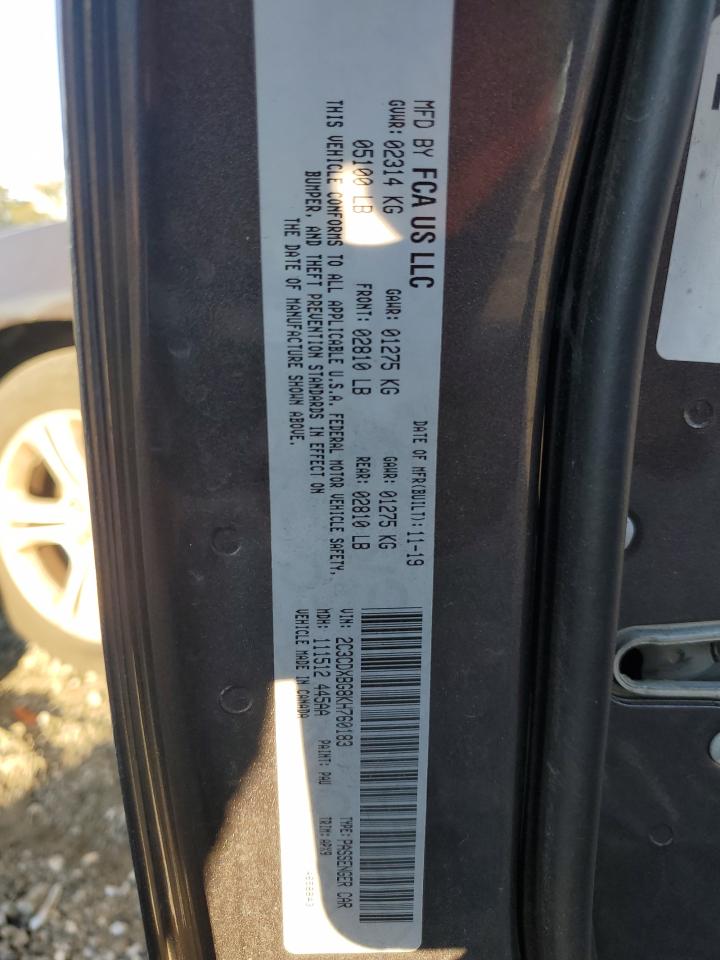 MFD BY FCA US LLC
DATE OF MFR(BUILT): 11-19
GVWR: 02314 KG
GAWR: 01275 KG
GAWR: 01275 KG
05100 LB
FRONT: 02810 LB
REAR: 02810 LB
THIS VEHICLE CONFORMS TO ALL APPLICABLE U.S.A. FEDERAL MOTOR VEHICLE SAFETY,
BUMPER, AND THEFT PREVENTION STANDARDS IN EFFECT ON
THE DATE OF MANUFACTURE SHOWN ABOVE.
VIN: 2C3CDXBG9KH760183
TYPE: PASSENGER CAR
MDH: 111512 445AA
PAINT: PAU
TRIM: APX9
VEHICLE MADE IN CANADA